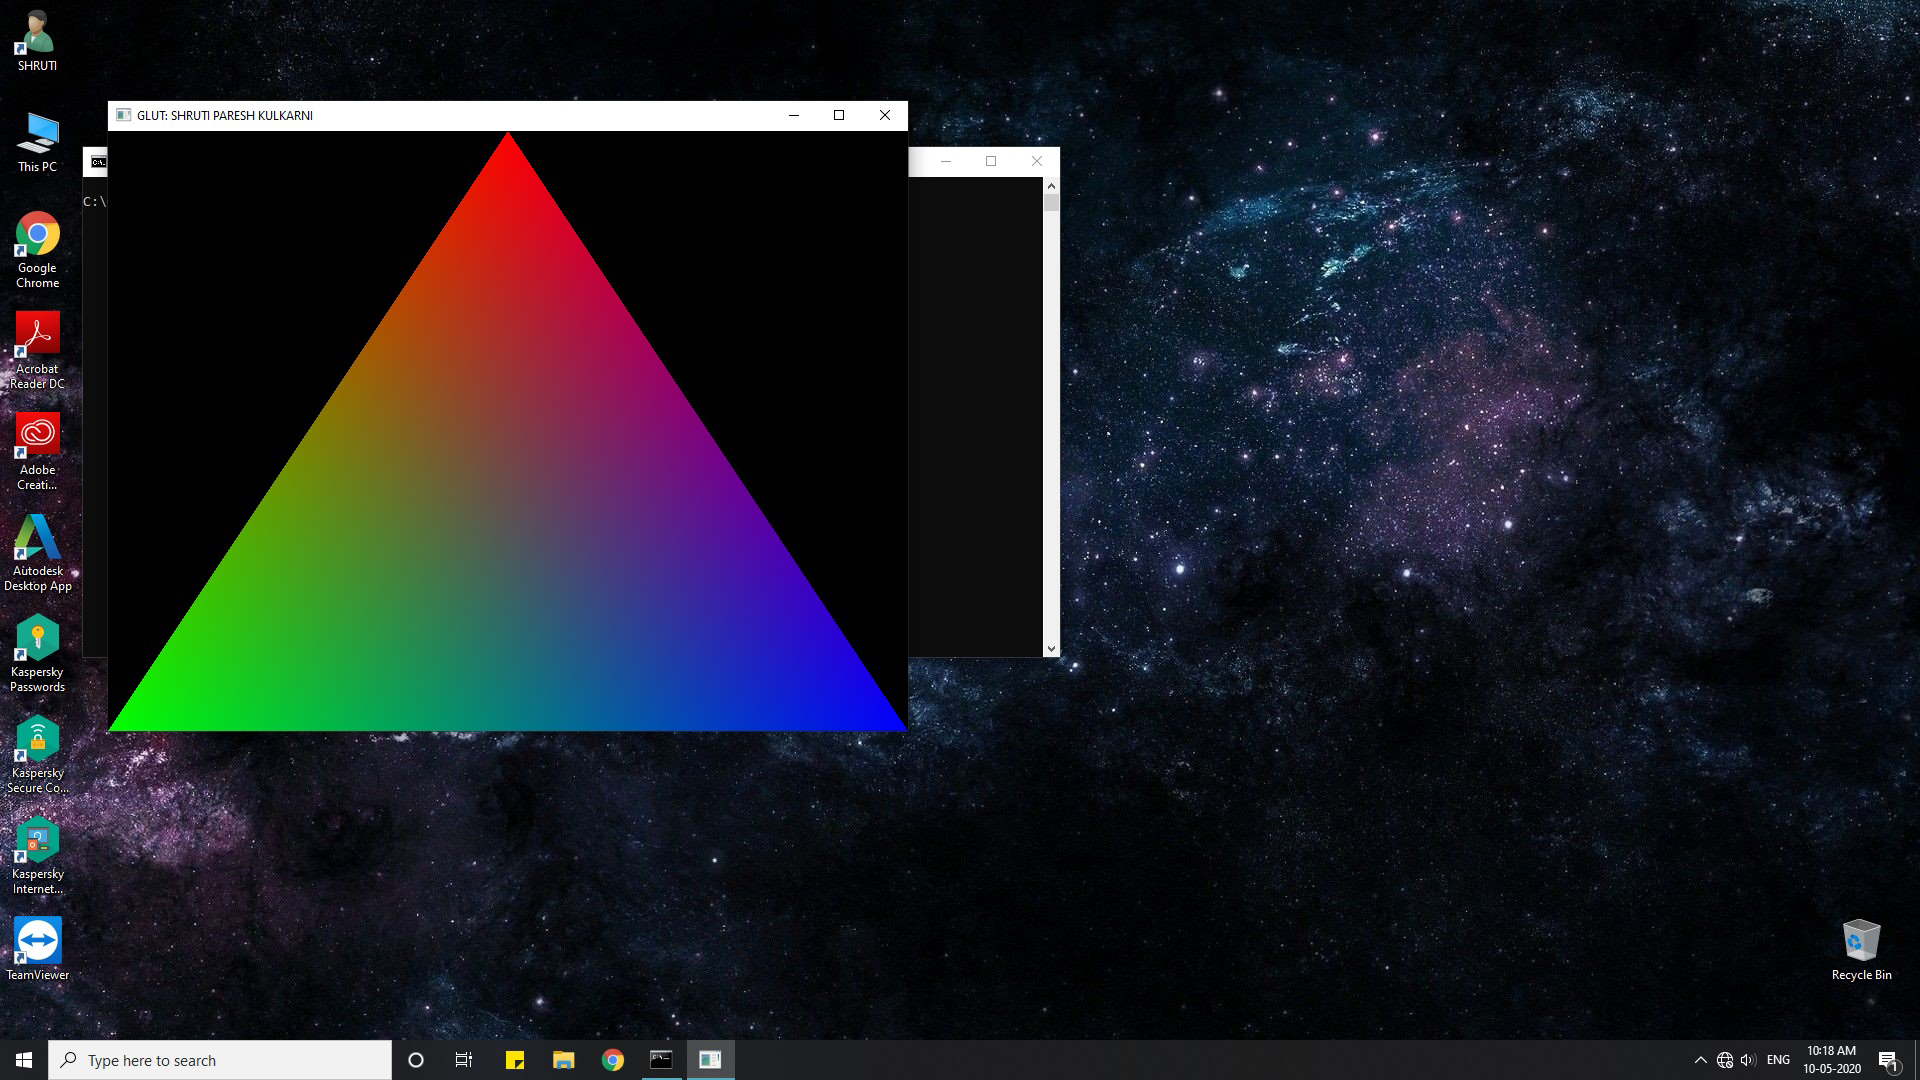 SHRUTI
This PC
Google
Chrome
Acrobat
Reader DC
Adobe
Creati...
Autodesk
Desktop App
Kaspersky
Passwords
Kaspersky
Secure Co...
Kaspersky
Internet...
TeamViewer
GLUT: SHRUTI PARESH KULKARNI
C:\
Recycle Bin
Type here to search
ENG
10:18 AM
10-05-2020
1